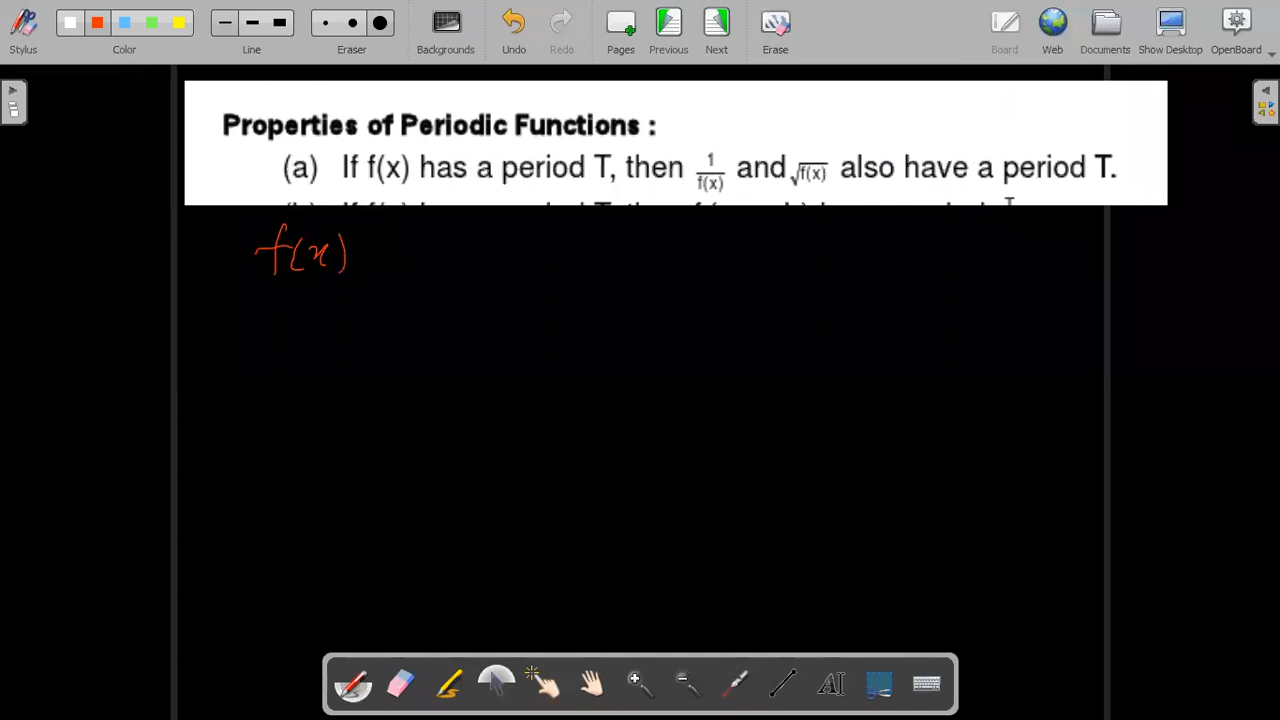 Stylus Color Line Eraser Backgrounds Undo Redo Pages Previous Next Erase Board Web Documents Show Desktop OpenBoard
Properties of Periodic Functions :
(a) If f(x) has a period T, then 1/f(x) and √f(x) also have a period T.
f(x)